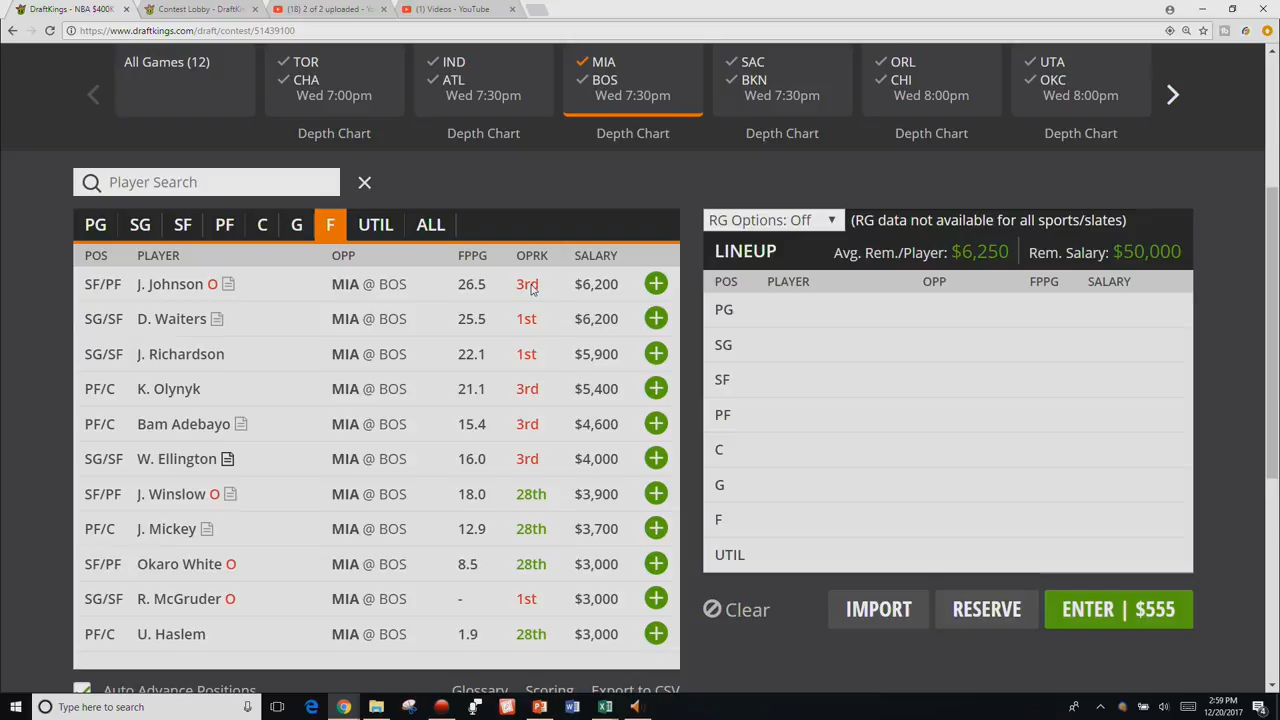 DraftKings - NBA $400K
Contest Lobby - DraftKin
(18) 2 of 2 uploaded - Yo
(1) Videos - YouTube
https://www.draftkings.com/draft/contest/51439100
All Games (12)
TOR
CHA
Wed 7:00pm
IND
ATL
Wed 7:30pm
MIA
BOS
Wed 7:30pm
SAC
BKN
Wed 7:30pm
ORL
CHI
Wed 8:00pm
UTA
OKC
Wed 8:00pm
Depth Chart Depth Chart Depth Chart Depth Chart Depth Chart Depth Chart
Player Search
PG SG SF PF C G F UTIL ALL
POS PLAYER OPP FPPG OPRK SALARY
SF/PF J. Johnson O MIA @ BOS 26.5 3rd $6,200
SG/SF D. Waiters MIA @ BOS 25.5 1st $6,200
SG/SF J. Richardson MIA @ BOS 22.1 1st $5,900
PF/C K. Olynyk MIA @ BOS 21.1 3rd $5,400
PF/C Bam Adebayo MIA @ BOS 15.4 3rd $4,600
SG/SF W. Ellington MIA @ BOS 16.0 3rd $4,000
SF/PF J. Winslow O MIA @ BOS 18.0 28th $3,900
PF/C J. Mickey MIA @ BOS 12.9 28th $3,700
SF/PF Okaro White O MIA @ BOS 8.5 28th $3,000
SG/SF R. McGruder O MIA @ BOS - 1st $3,000
PF/C U. Haslem MIA @ BOS 1.9 28th $3,000
Auto Advance Positions Glossary Scoring Export to CSV
RG Options: Off (RG data not available for all sports/slates)
LINEUP Avg. Rem./Player: $6,250 Rem. Salary: $50,000
POS PLAYER OPP FPPG SALARY
PG
SG
SF
PF
C
G
F
UTIL
Clear IMPORT RESERVE ENTER | $555
Type here to search
2:59 PM
12/20/2017